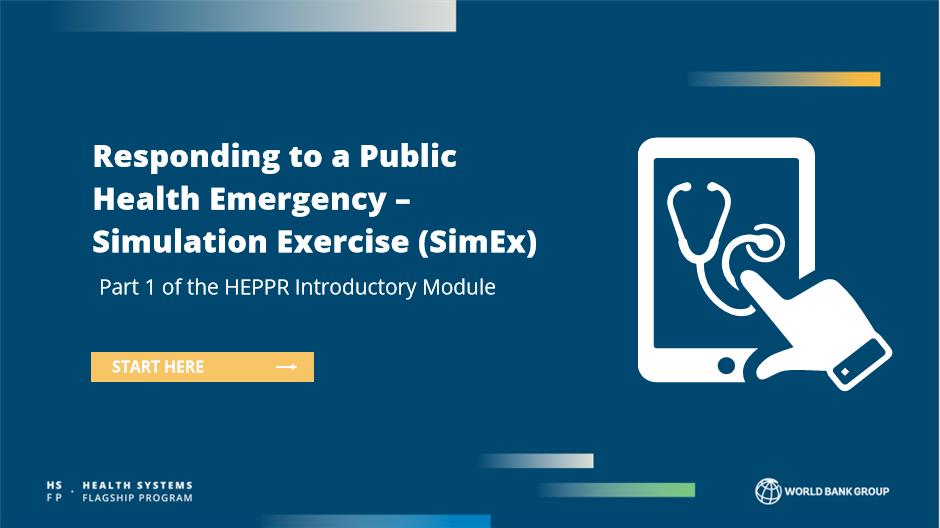 Responding to a Public
Health Emergency –
Simulation Exercise (SimEx)
Part 1 of the HEPPR Introductory Module
START HERE
HS
FP
·
HEALTH SYSTEMS
FLAGSHIP PROGRAM
WORLD BANK GROUP